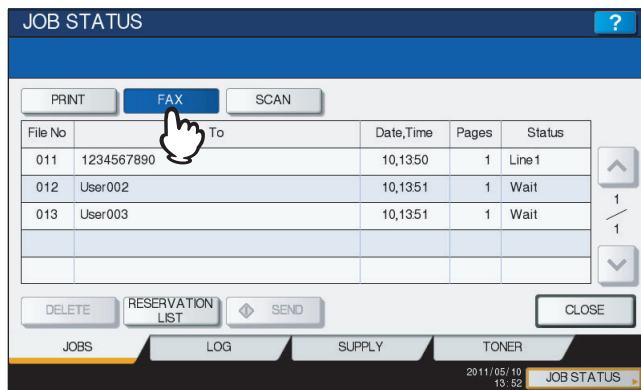 JOB STATUS ?
PRINT FAX SCAN
File No To Date,Time Pages Status
011 1234567890 10,13:50 1 Line1
012 User002 10,13:51 1 Wait
013 User003 10,13:51 1 Wait
1
1
DELETE RESERVATION LIST SEND CLOSE
JOBS LOG SUPPLY TONER
2011/05/10
13:52 JOB STATUS